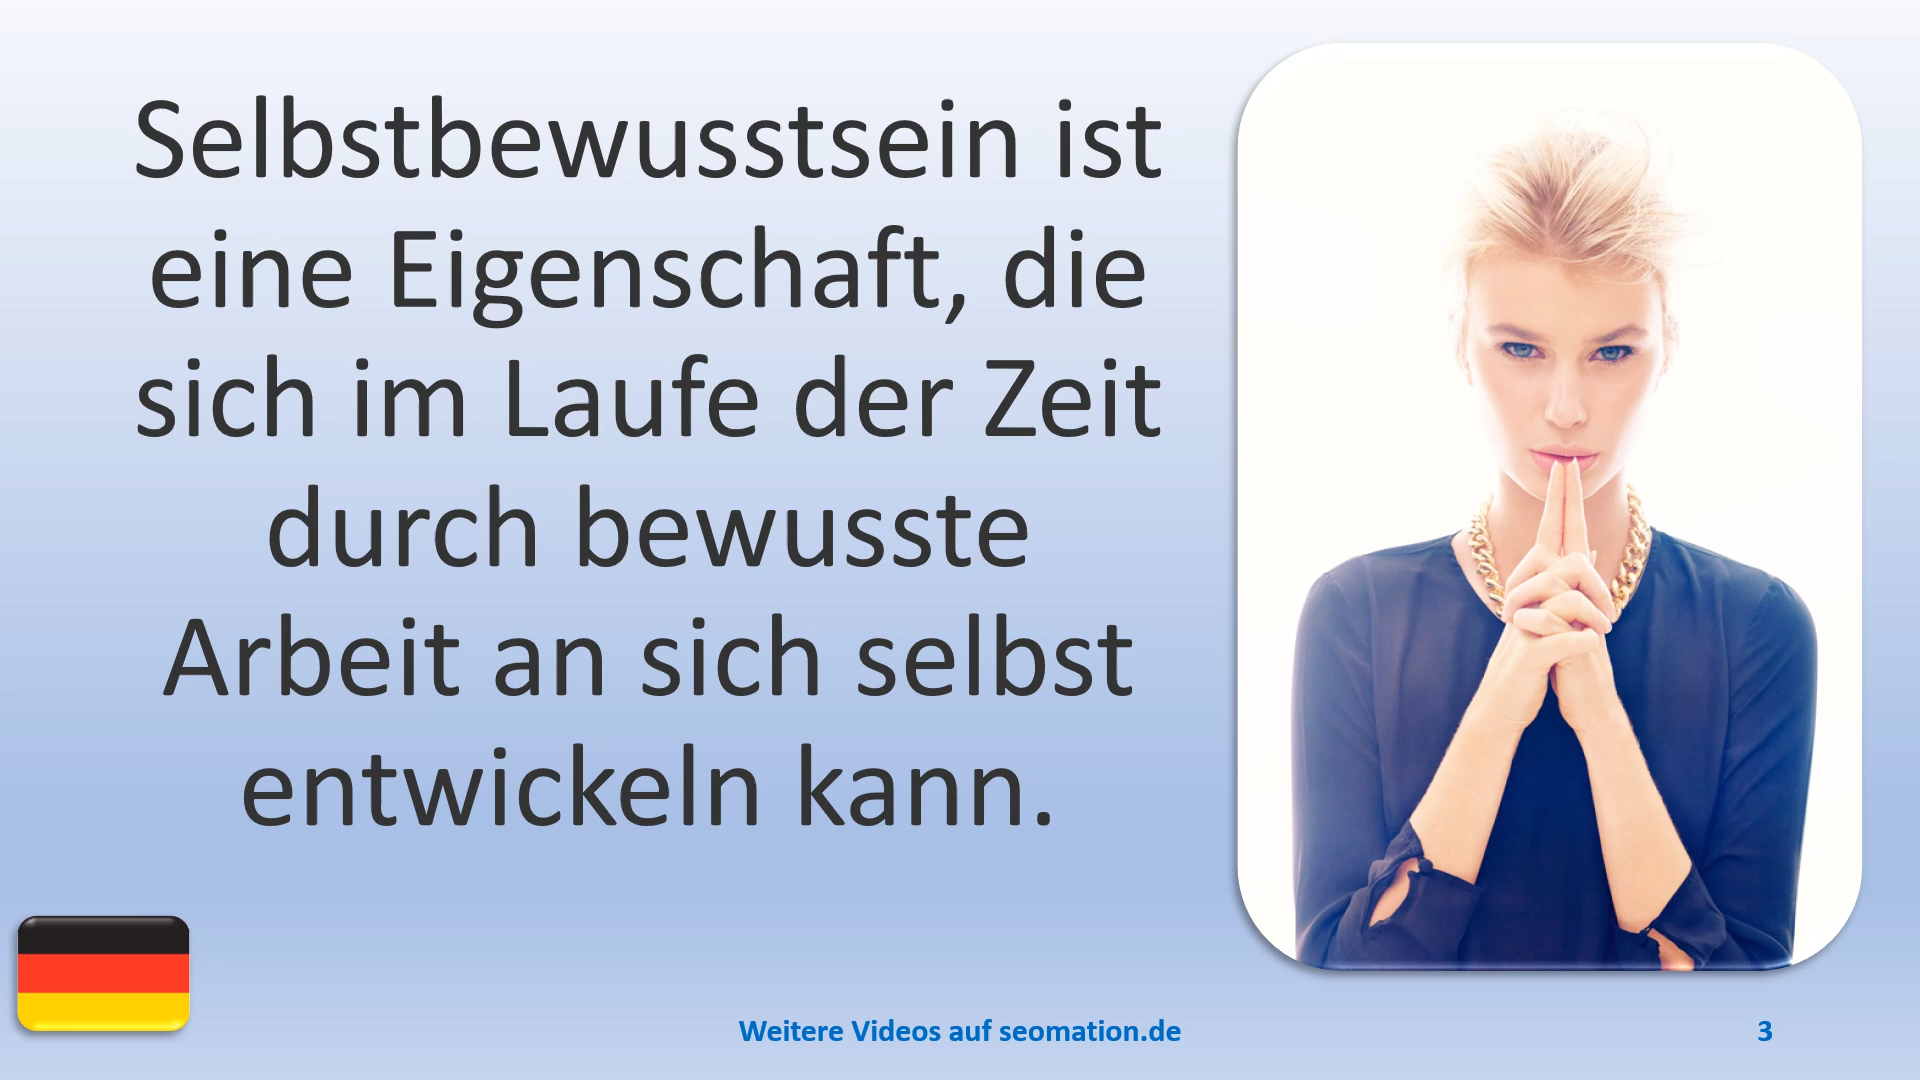 Selbstbewusstsein ist
eine Eigenschaft, die
sich im Laufe der Zeit
durch bewusste
Arbeit an sich selbst
entwickeln kann.
Weitere Videos auf seomation.de
3